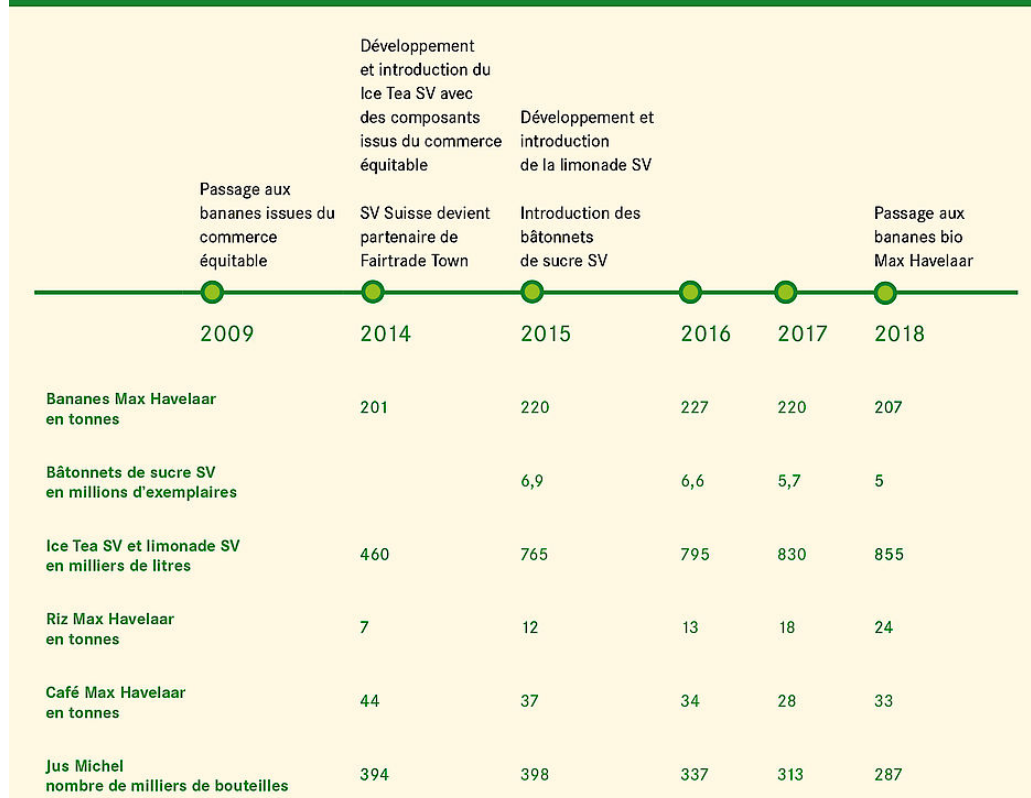 Développement
et introduction du
Ice Tea SV avec
des composants
issus du commerce
équitable
Développement et
introduction
de la limonade SV
Passage aux
bananes issues du
commerce
équitable
SV Suisse devient
partenaire de
Fairtrade Town
Introduction des
bâtonnets
de sucre SV
Passage aux
bananes bio
Max Havelaar
2009 2014 2015 2016 2017 2018
Bananes Max Havelaar
en tonnes
201 220 227 220 207
Bâtonnets de sucre SV
en millions d'exemplaires
6,9 6,6 5,7 5
Ice Tea SV et limonade SV
en milliers de litres
460 765 795 830 855
Riz Max Havelaar
en tonnes
7 12 13 18 24
Café Max Havelaar
en tonnes
44 37 34 28 33
Jus Michel
nombre de milliers de bouteilles
394 398 337 313 287